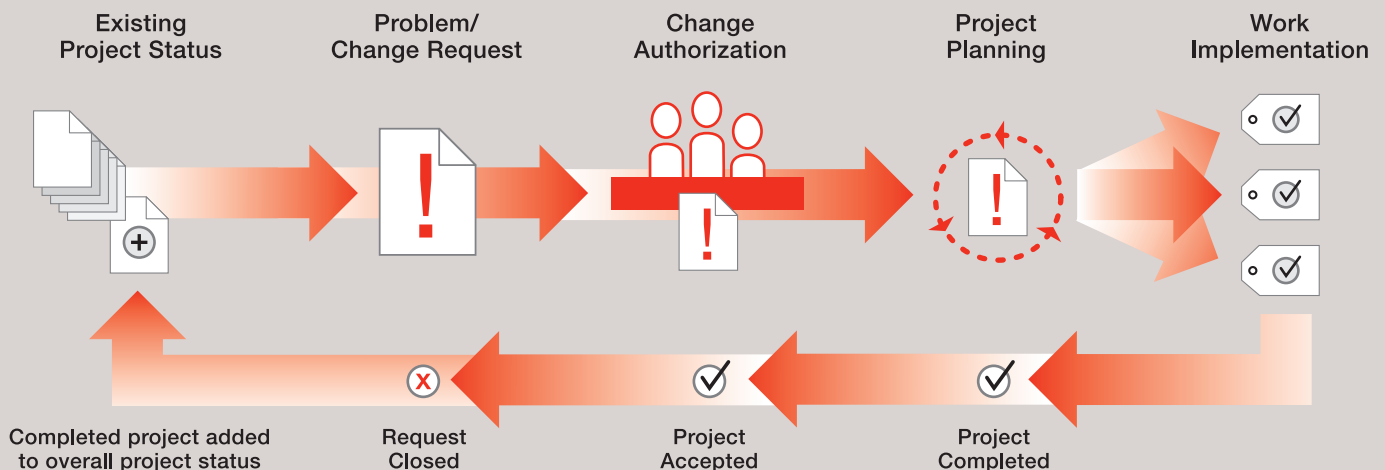 Existing
Project Status
Problem/
Change Request
Change
Authorization
Project
Planning
Work
Implementation
!
!
!
+
X
Completed project added
to overall project status
Request
Closed
Project
Accepted
Project
Completed